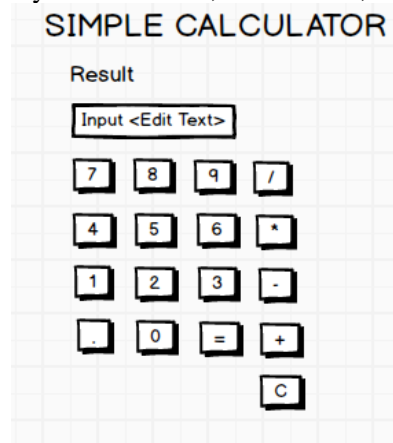 SIMPLE CALCULATOR
Result
Input <Edit Text>
7 8 9 /
4 5 6 *
1 2 3 -
. 0 = +
C